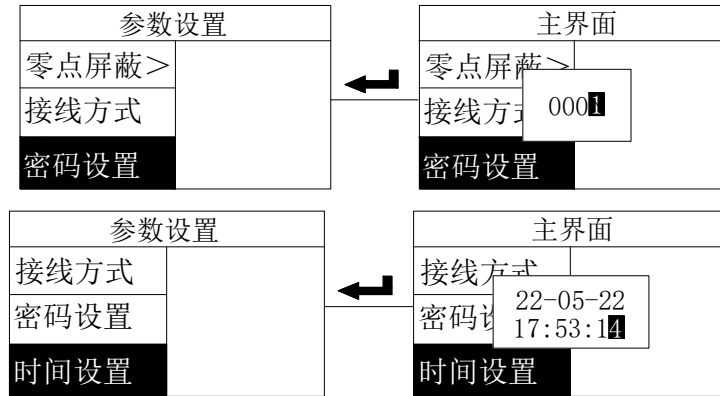 参数设置
零点屏蔽＞
接线方式
密码设置
主界面
零点屏蔽＞
接线方
0001
密码设置
参数设置
接线方式
密码设置
时间设置
主界面
接线方式
密码
22-05-22
17:53:14
时间设置